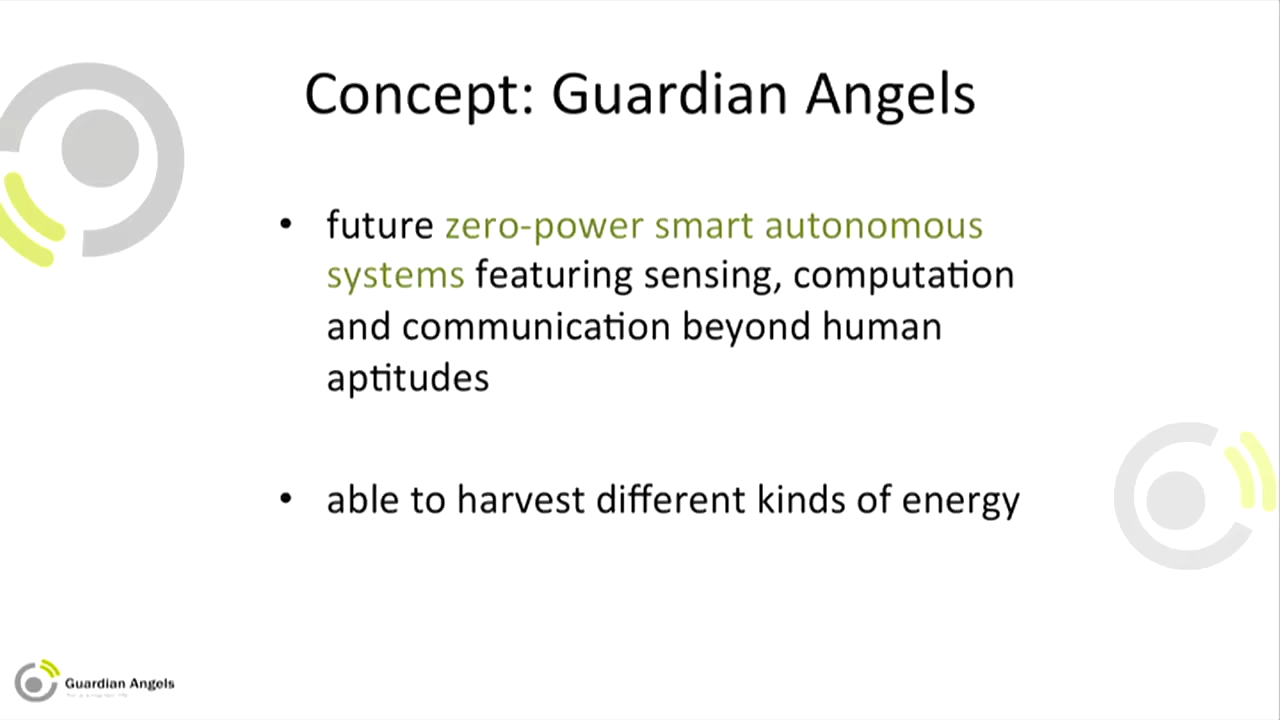 Concept: Guardian Angels
• future zero-power smart autonomous
systems featuring sensing, computation
and communication beyond human
aptitudes
• able to harvest different kinds of energy
Guardian Angels